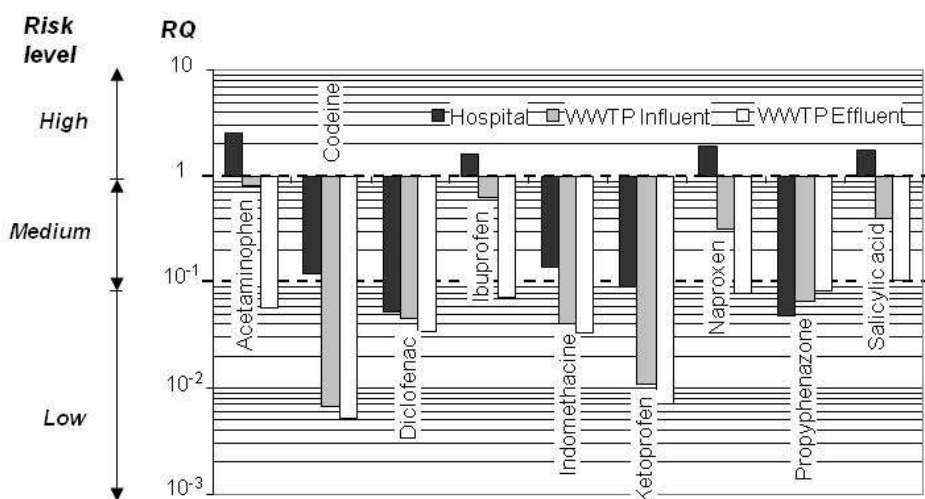 Risk
level
RQ
High
Medium
Low
10
1
10⁻¹
10⁻²
10⁻³
Hospital
WWTP Influent
WWTP Effluent
Acetaminophen
Codeine
Diclofenac
Ibuprofen
Indomethacine
Ketoprofen
Naproxen
Propyphenazone
Salicylic acid